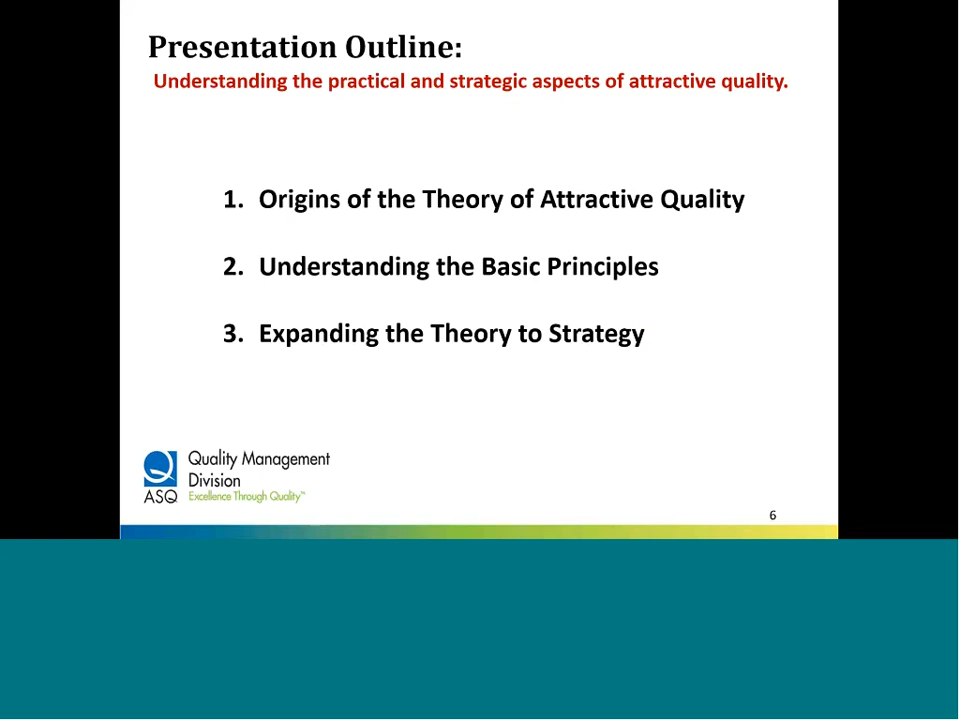 Presentation Outline:
Understanding the practical and strategic aspects of attractive quality.
1. Origins of the Theory of Attractive Quality
2. Understanding the Basic Principles
3. Expanding the Theory to Strategy
Quality Management
Division
ASQ Excellence Through Quality™
6